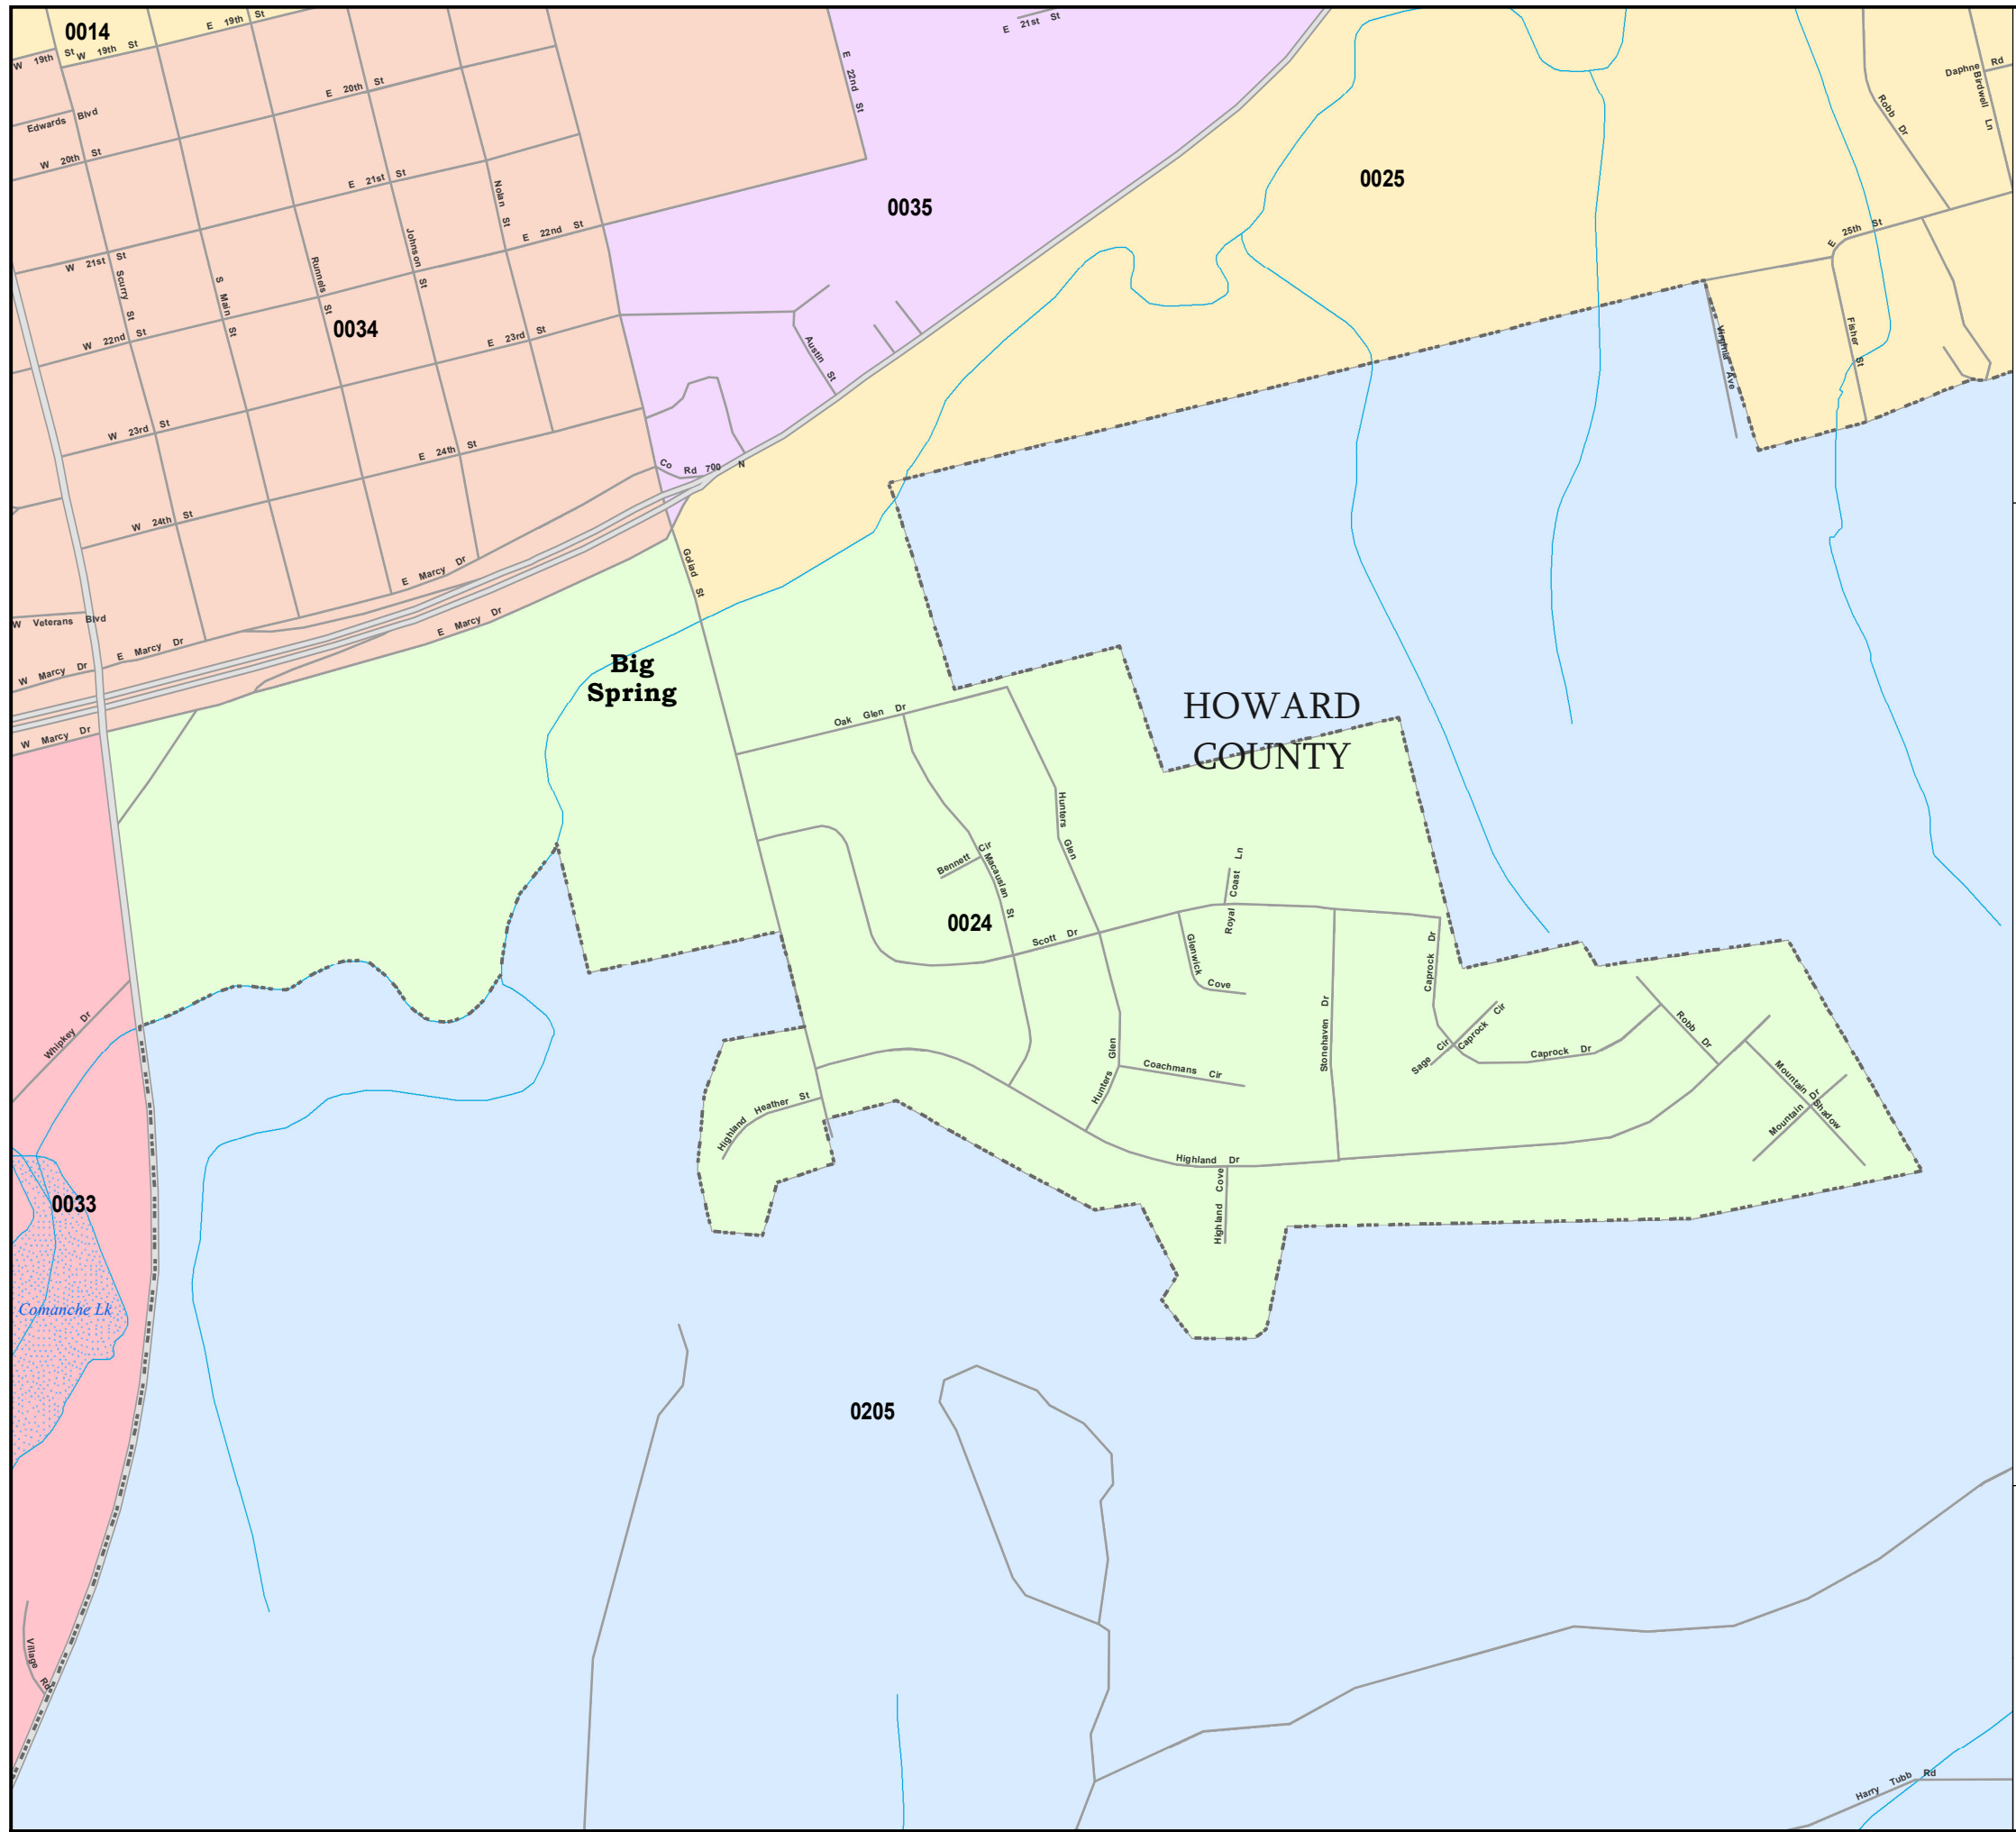 0014
E 19th St
W 19th St
W 19th St
E 21st St
E 22nd St
Daphne Rd
Birdwell Ln
Robb Dr
Edwards Blvd
E 20th St
W 20th St
E 21st St
Nolan St
0035
0025
E 22nd St
Johnson St
E 25th St
W 21st St
Scurry St
S Main St
Runnels St
0034
W 22nd St
E 23rd St
Austin St
Virginia Ave
Fisher St
W 23rd St
E 24th St
Co Rd 700 N
W 24th St
Goliad St
E Marcy Dr
W Veterans Blvd
E Marcy Dr
E Marcy Dr
W Marcy Dr
Big
Spring
HOWARD
COUNTY
W Marcy Dr
Oak Glen Dr
Hunters Glen
Bennett Cir
Macauslan St
Royal Coast Ln
0024
Scott Dr
Glenwick Cove
Caprock Dr
Stonehaven Dr
Whipkey Dr
Sage Cir
Caprock Cir
Caprock Dr
Robb Dr
Hunters Glen
Coachmans Cir
Mountain Shadow
Mountain Dr
Highland Heather St
Highland Dr
Highland Cove
0033
Comanche Lk
0205
Village Rd
Harry Tubb Rd